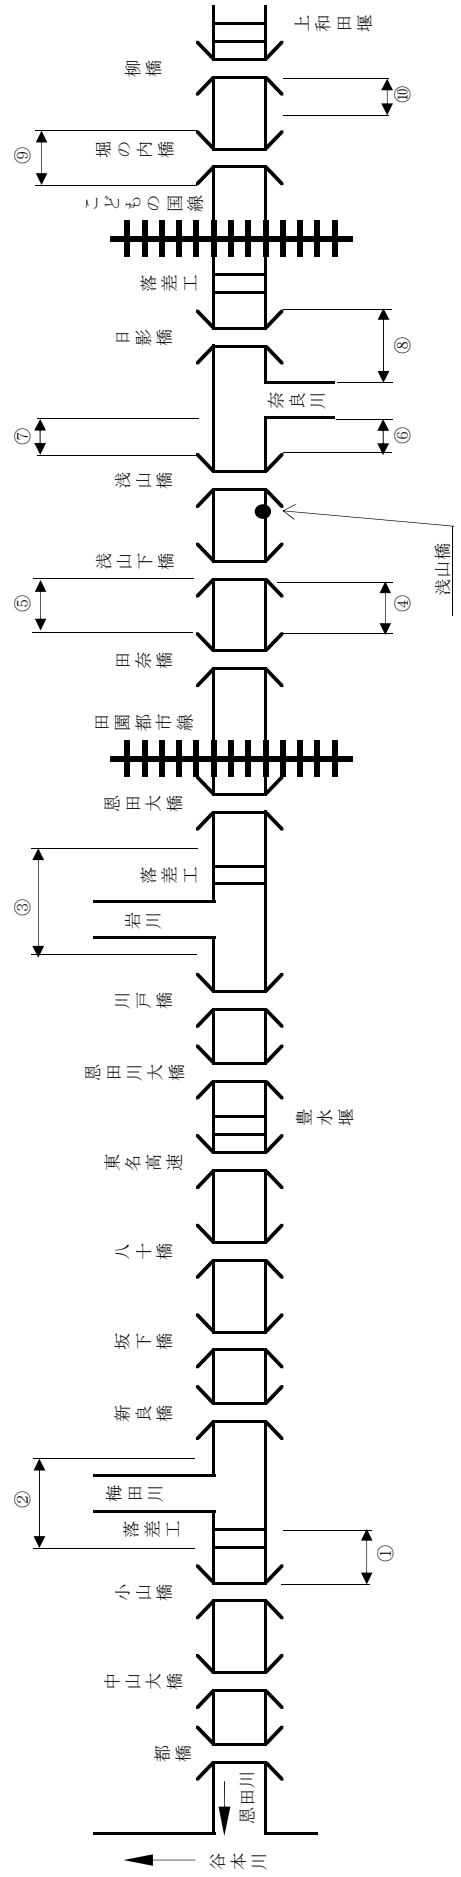 上和田堰
柳橋
⑩
⑨
堀の内橋
こどもの国線
落差工
日影橋
⑧
奈良川
⑦
⑥
浅山橋
浅山下橋
浅山橋
⑤
④
田奈橋
田園都市線
恩田大橋
落差工
③
岩川
川戸橋
恩田川大橋
豊水堰
東名高速
八十橋
坂下橋
新良橋
②
梅田川
落差工
①
小山橋
中山大橋
都橋
恩田川
谷本川